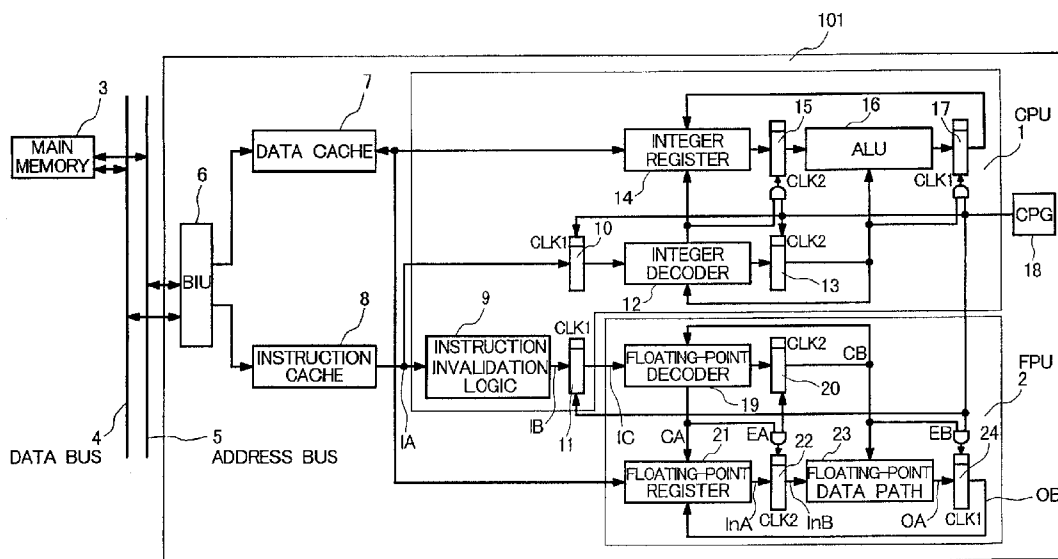 101
3
MAIN
MEMORY
7
DATA CACHE
6
BIU
8
INSTRUCTION
CACHE
4
DATA BUS
5
ADDRESS BUS
IA
9
INSTRUCTION
INVALIDATION
LOGIC
IB
CLK1
10
CLK1
11
IC
INTEGER
REGISTER
14
15
CLK2
16
ALU
17
CLK1
CPU
1
INTEGER
DECODER
12
CLK2
13
CPG
18
FLOATING-POINT
DECODER
19
CLK2
20
CB
FPU
2
CA
21
FLOATING-POINT
REGISTER
InA
EA
22
CLK2
InB
23
FLOATING-POINT
DATA PATH
OA
EB
24
CLK1
OB